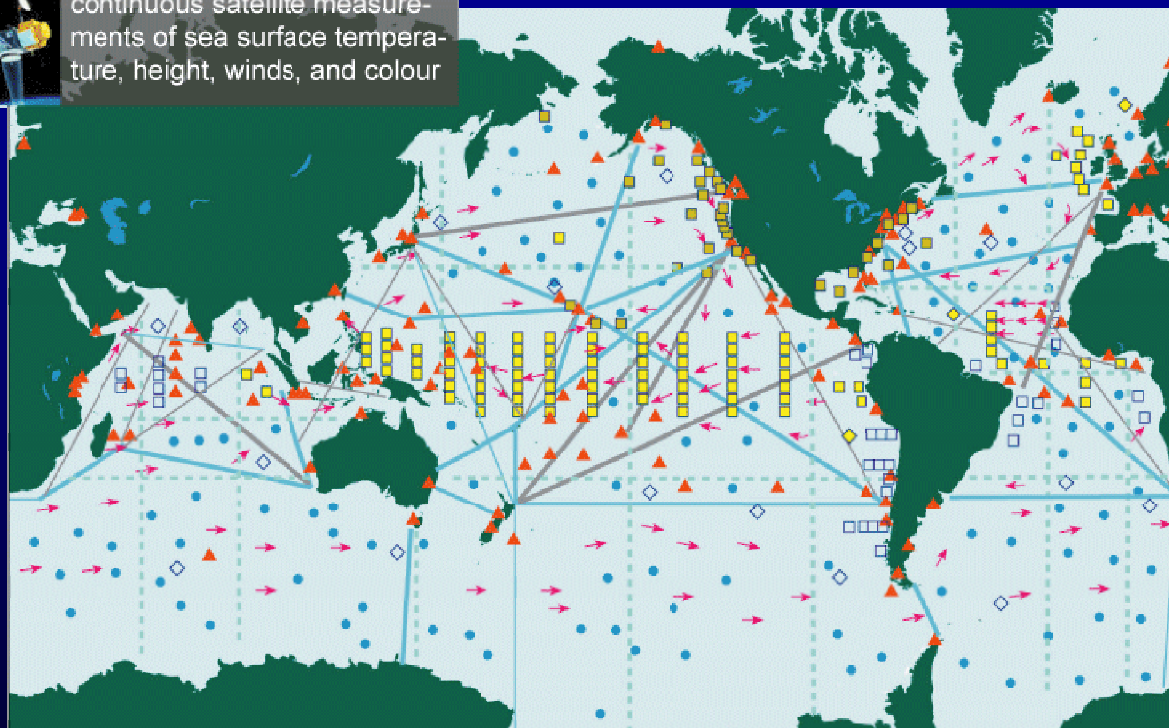 continuous satellite measure-
ments of sea surface tempera-
ture, height, winds, and colour